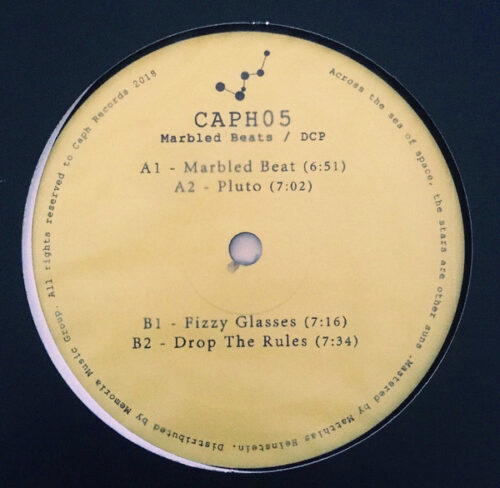 CAPH05
Marbled Beats / DCP
A1 - Marbled Beat (6:51)
A2 - Pluto (7:02)
B1 - Fizzy Glasses (7:16)
B2 - Drop The Rules (7:34)
Across the sea of space, the stars are other suns .Mastered by Matthias Heinstein. Distributed by Memoria Music Group. All rights reserved to Caph Records 2018